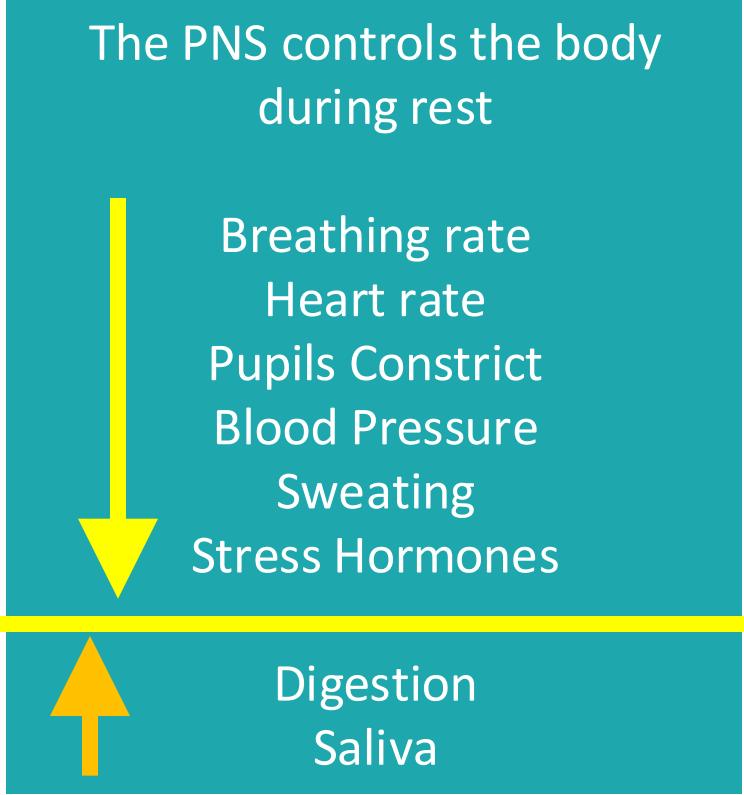 The PNS controls the body
during rest
Breathing rate
Heart rate
Pupils Constrict
Blood Pressure
Sweating
Stress Hormones
Digestion
Saliva